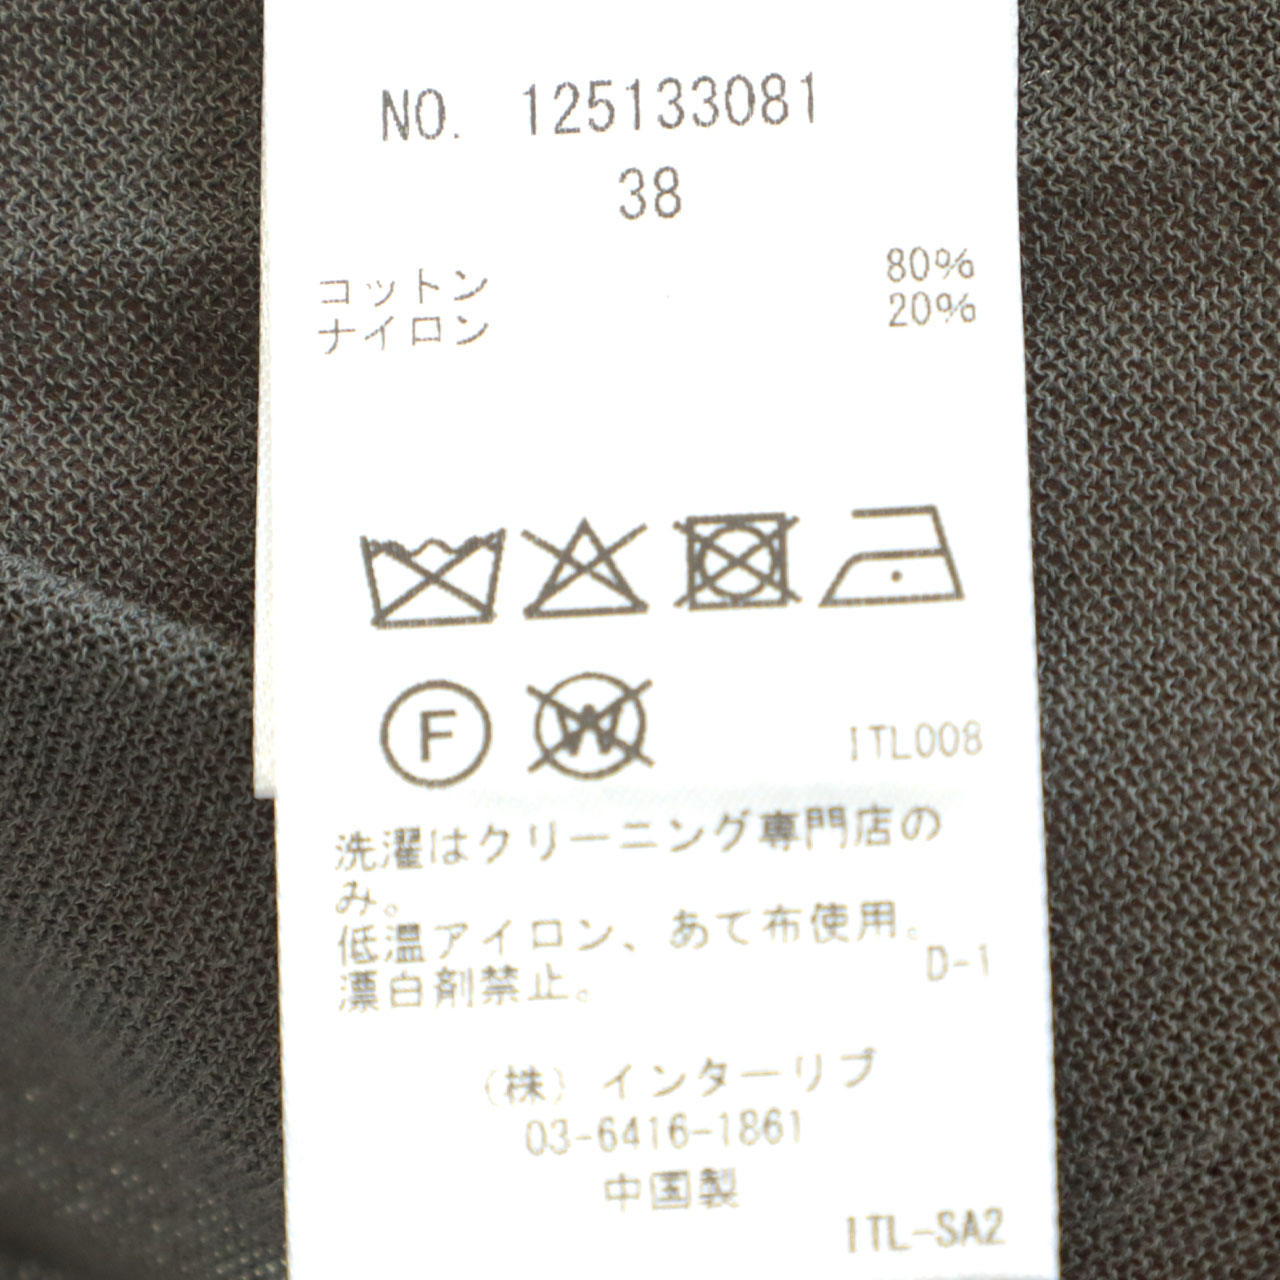 NO. 125133081
38
コットン 80%
ナイロン 20%
F W
ITL008
洗濯はクリーニング専門店の
み。
低温アイロン、あて布使用。
漂白剤禁止。
D-1
(株) インターリブ
03-6416-1861
中国製
ITL-SA2